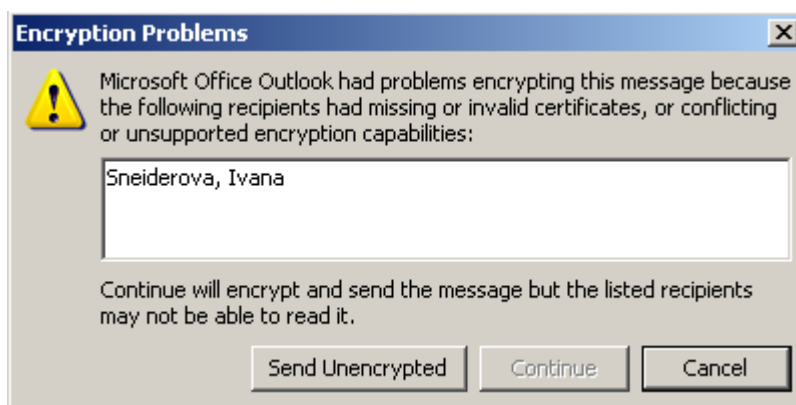 Encryption Problems
Microsoft Office Outlook had problems encrypting this message because
the following recipients had missing or invalid certificates, or conflicting
or unsupported encryption capabilities:
Sneiderova, Ivana
Continue will encrypt and send the message but the listed recipients
may not be able to read it.
Send Unencrypted
Continue
Cancel